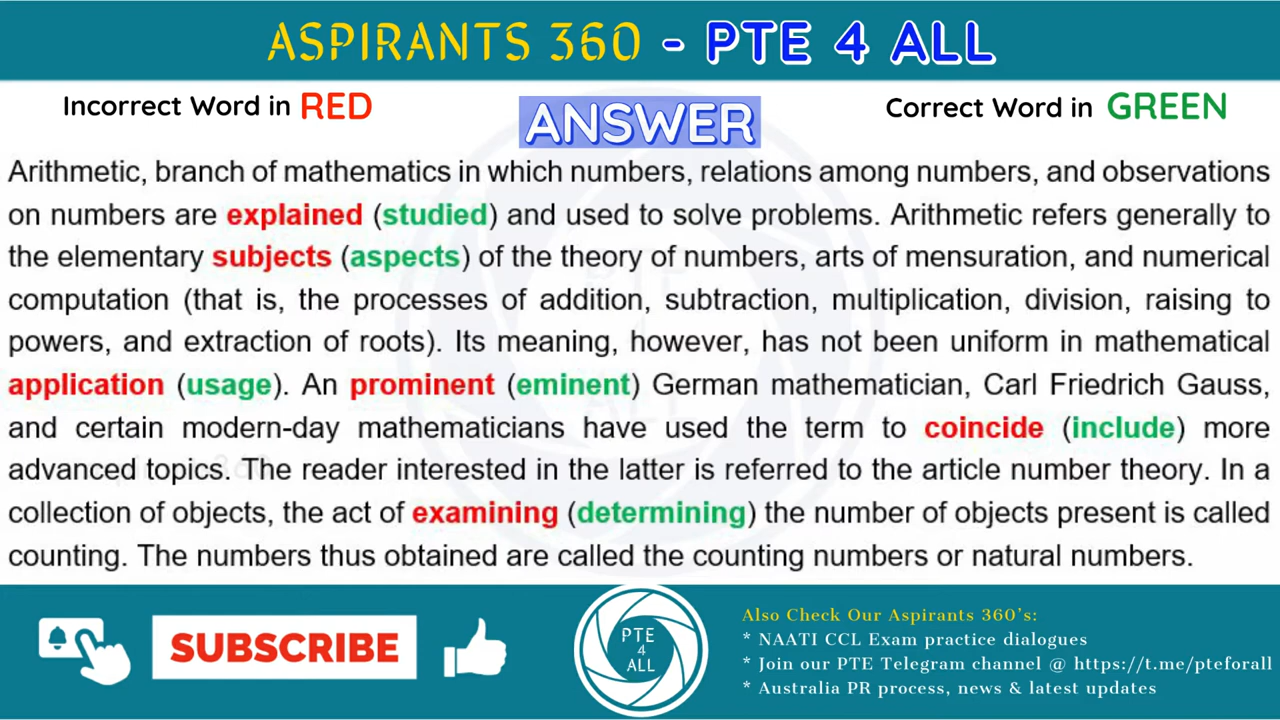 ASPIRANTS 360 - PTE 4 ALL
Incorrect Word in RED
ANSWER
Correct Word in GREEN
Arithmetic, branch of mathematics in which numbers, relations among numbers, and observations
on numbers are explained (studied) and used to solve problems. Arithmetic refers generally to
the elementary subjects (aspects) of the theory of numbers, arts of mensuration, and numerical
computation (that is, the processes of addition, subtraction, multiplication, division, raising to
powers, and extraction of roots). Its meaning, however, has not been uniform in mathematical
application (usage). An prominent (eminent) German mathematician, Carl Friedrich Gauss,
and certain modern-day mathematicians have used the term to coincide (include) more
advanced topics. The reader interested in the latter is referred to the article number theory. In a
collection of objects, the act of examining (determining) the number of objects present is called
counting. The numbers thus obtained are called the counting numbers or natural numbers.
SUBSCRIBE
PTE
4
ALL
Also Check Our Aspirants 360's:
* NAATI CCL Exam practice dialogues
* Join our PTE Telegram channel @ https://t.me/pteforall
* Australia PR process, news & latest updates